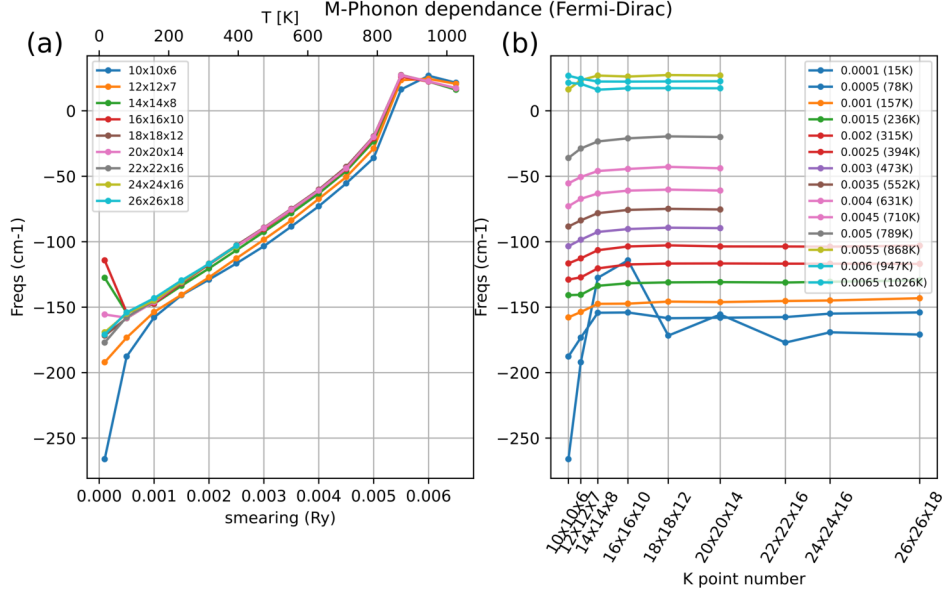 M-Phonon dependance (Fermi-Dirac)
(a)
T [K]
0 200 400 600 800 1000
10x10x6
12x12x7
14x14x8
16x16x10
18x18x12
20x20x14
22x22x16
24x24x16
26x26x18
0
−50
−100
−150
−200
−250
Freqs (cm-1)
0.000 0.001 0.002 0.003 0.004 0.005 0.006
smearing (Ry)
(b)
0.0001 (15K)
0.0005 (78K)
0.001 (157K)
0.0015 (236K)
0.002 (315K)
0.0025 (394K)
0.003 (473K)
0.0035 (552K)
0.004 (631K)
0.0045 (710K)
0.005 (789K)
0.0055 (868K)
0.006 (947K)
0.0065 (1026K)
0
−50
−100
−150
−200
−250
Freqs (cm-1)
10x10x6
12x12x7
14x14x8
16x16x10
18x18x12
20x20x14
22x22x16
24x24x16
26x26x18
K point number